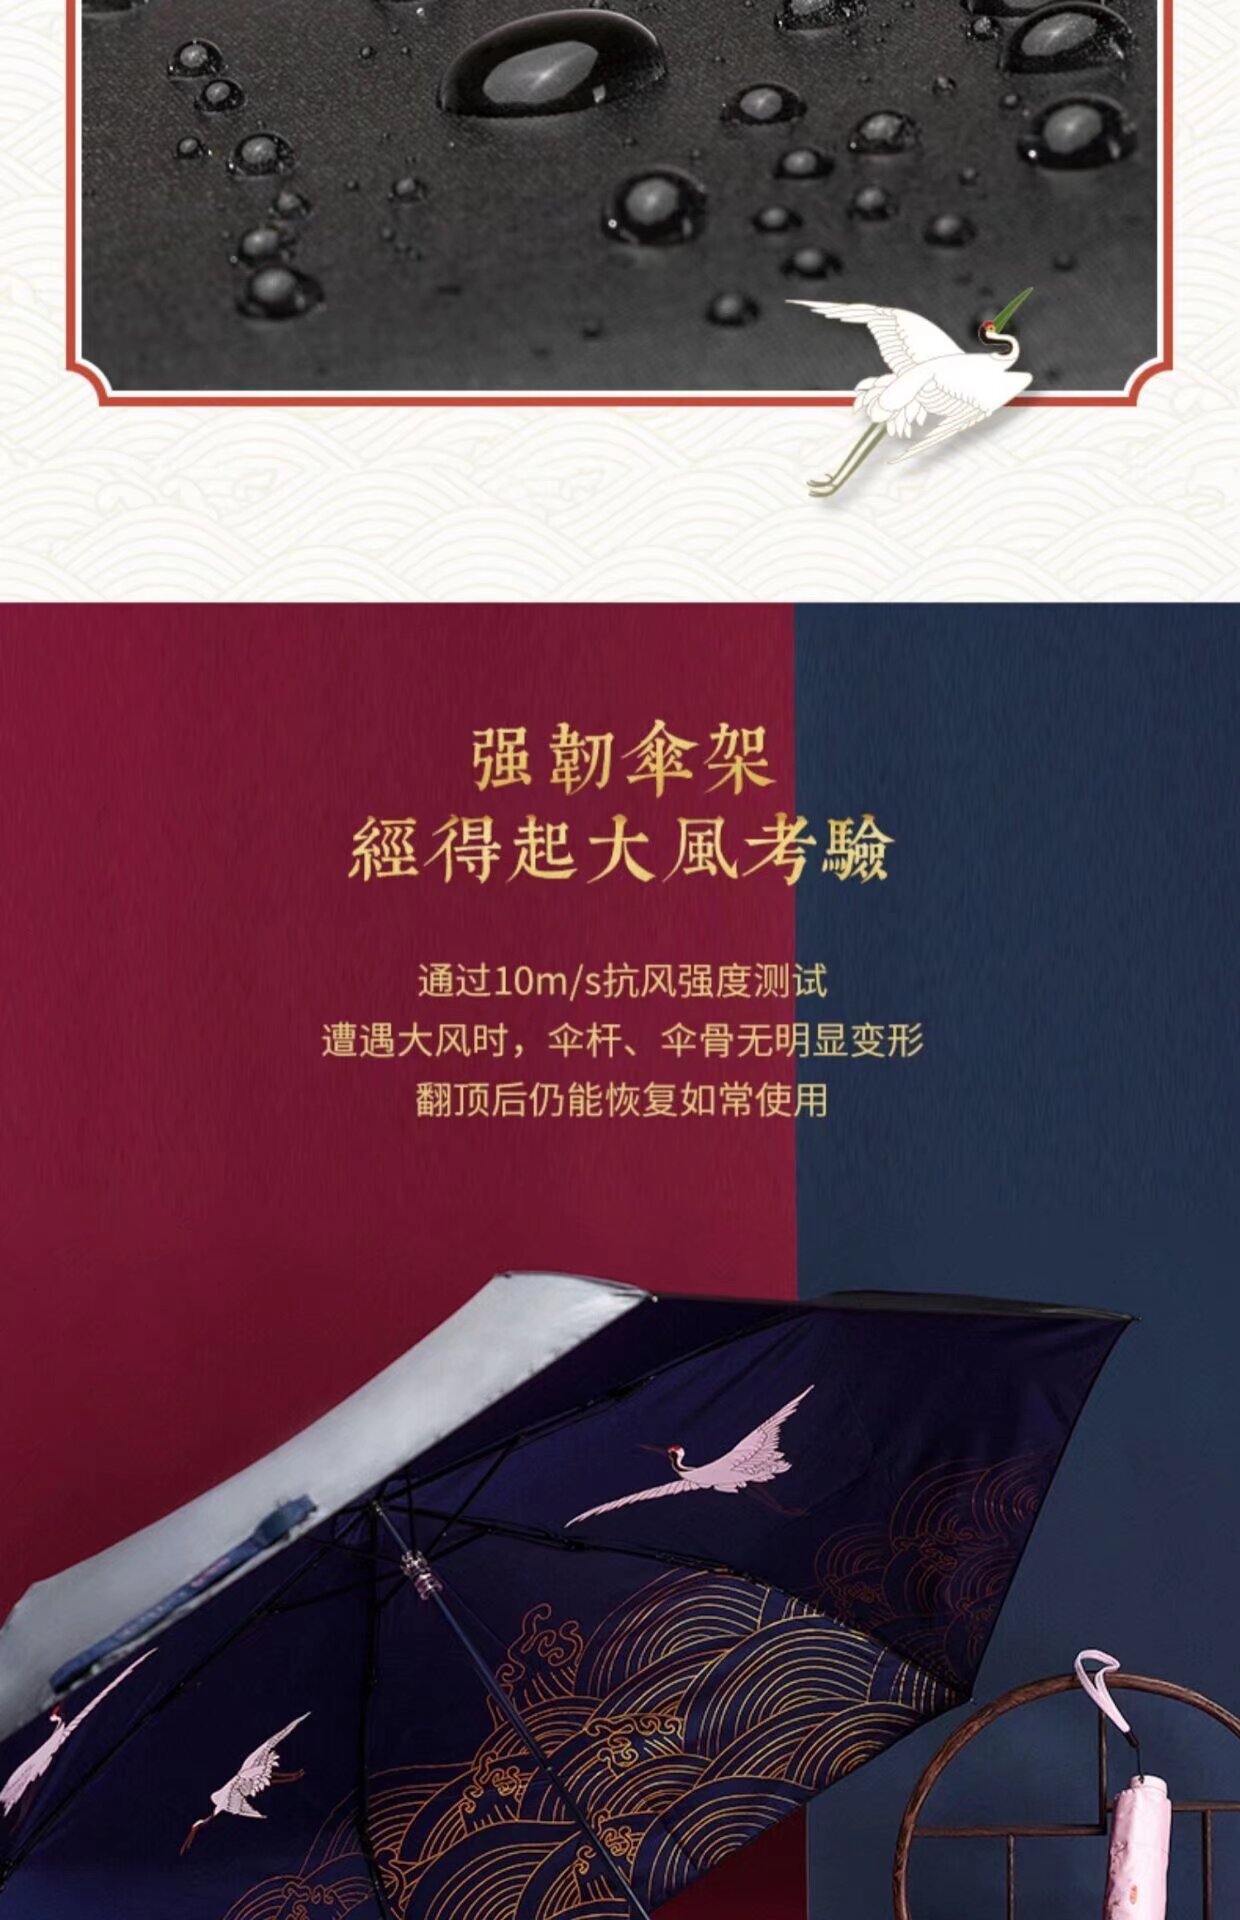 强韌傘架
經得起大風考驗
通过10m/s抗风强度测试
遭遇大风时，伞杆、伞骨无明显变形
翻顶后仍能恢复如常使用